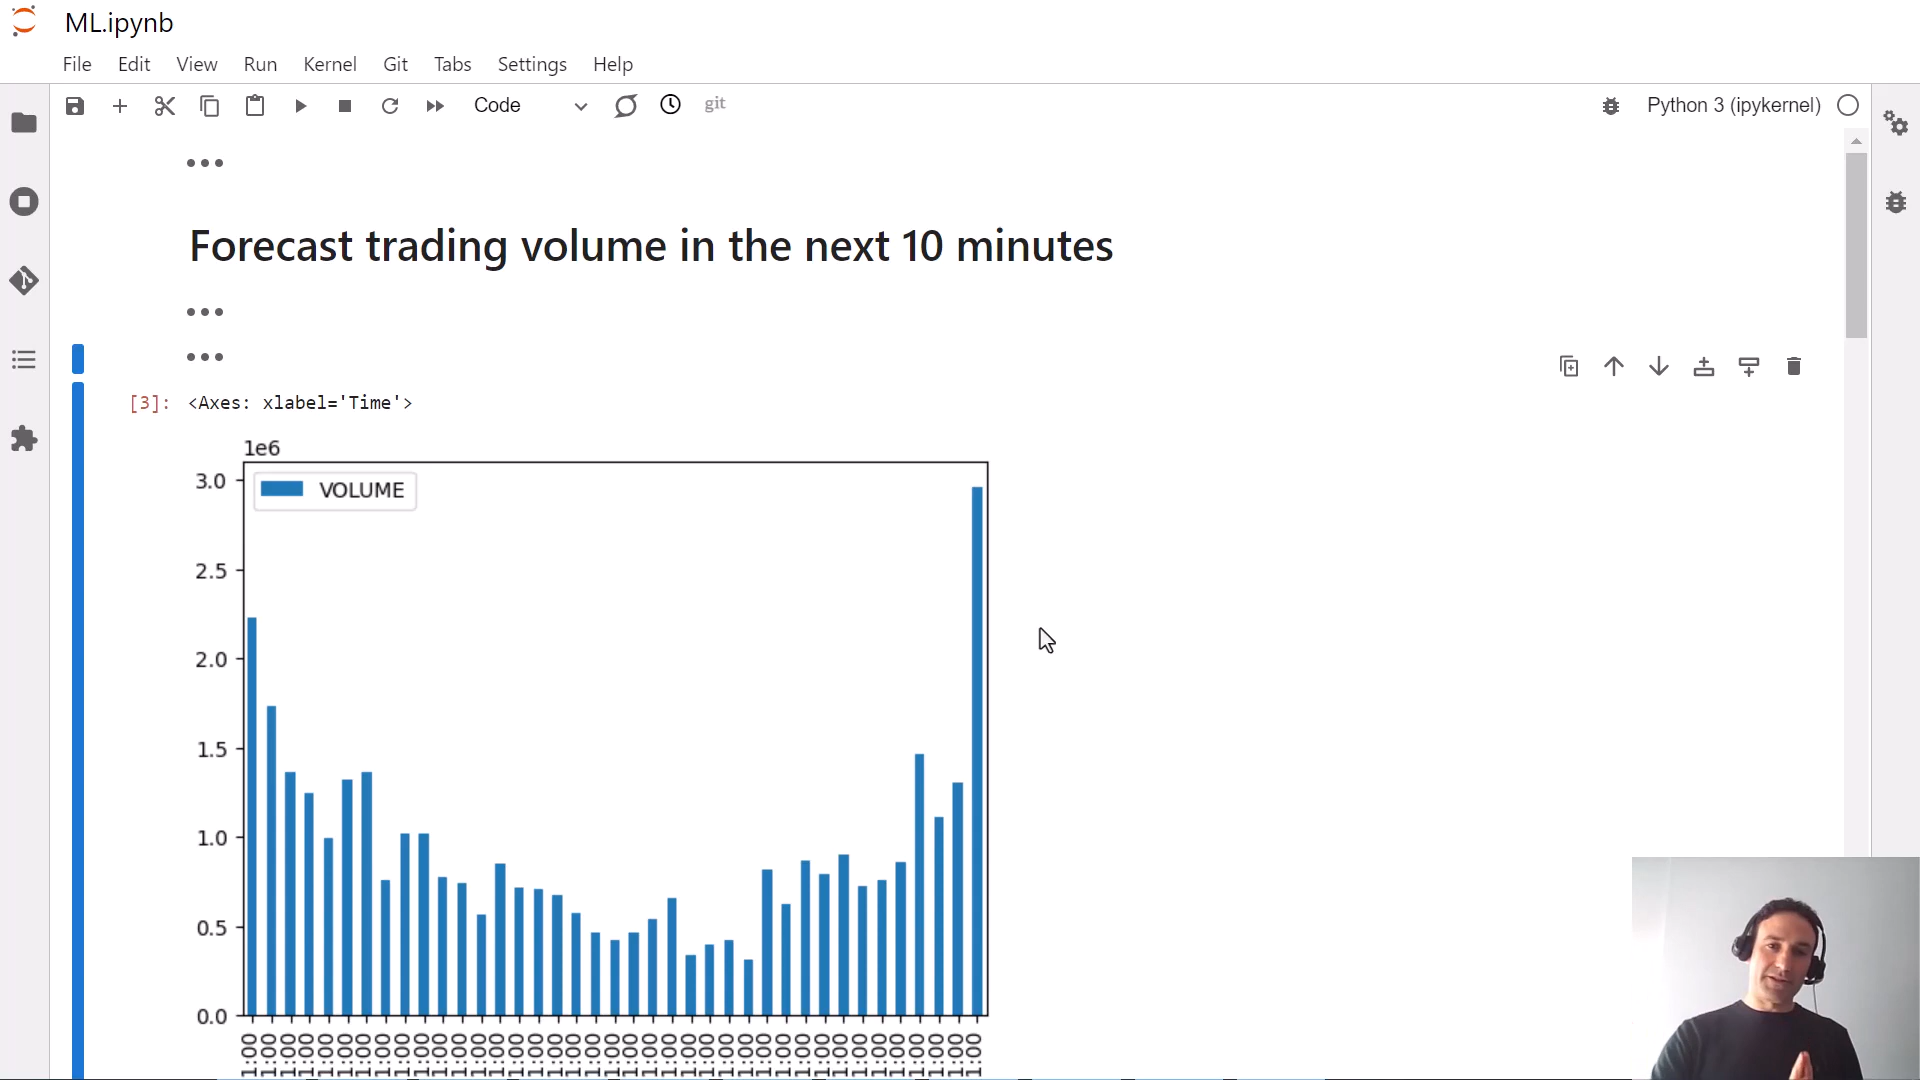 ML.ipynb
File Edit View Run Kernel Git Tabs Settings Help
Code git Python 3 (ipykernel)
Forecast trading volume in the next 10 minutes
[3]: <Axes: xlabel='Time'>
1e6
VOLUME
3.0
2.5
2.0
1.5
1.0
0.5
0.0